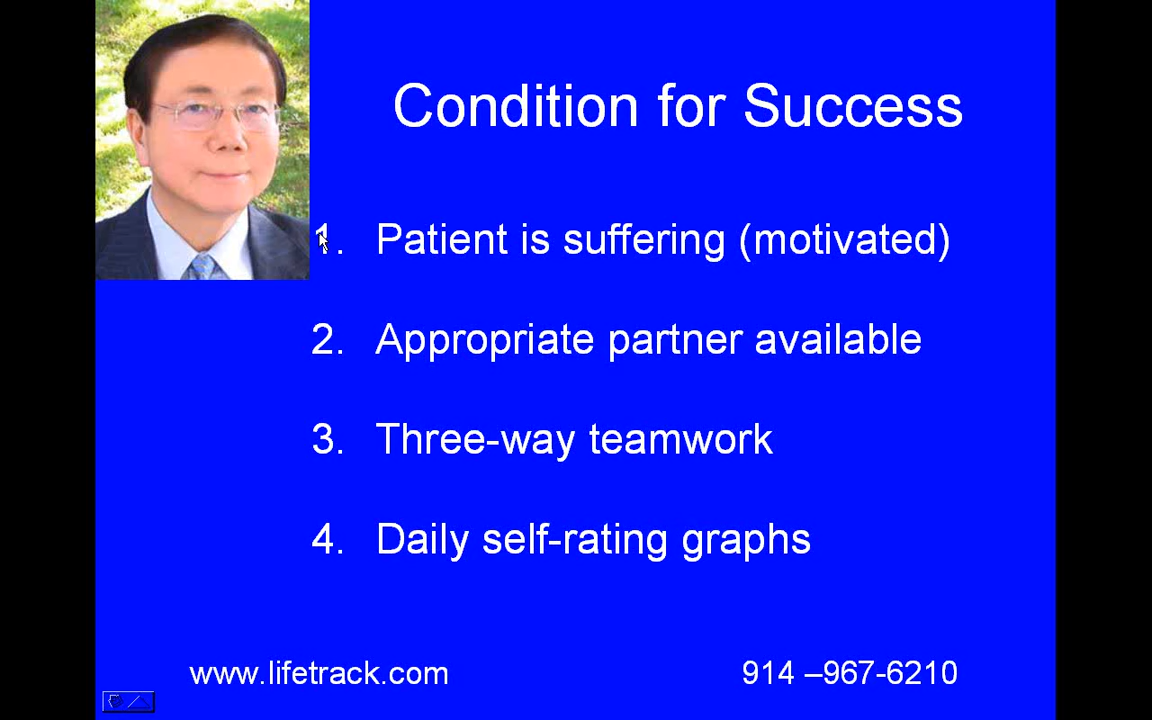 Condition for Success
1. Patient is suffering (motivated)
2. Appropriate partner available
3. Three-way teamwork
4. Daily self-rating graphs
www.lifetrack.com
914 –967-6210